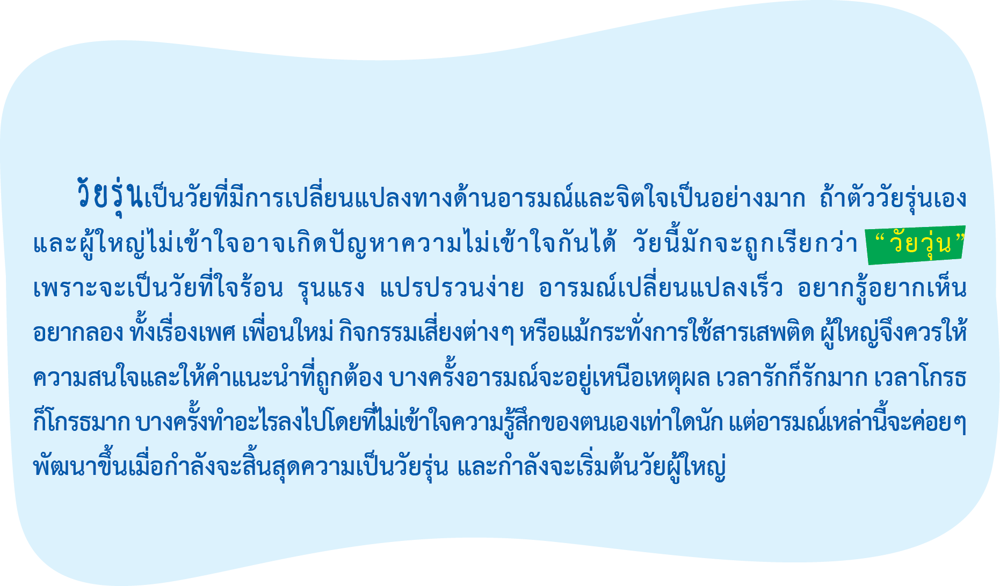 วัยรุ่นเป็นวัยที่มีการเปลี่ยนแปลงทางด้านอารมณ์และจิตใจเป็นอย่างมาก ถ้าตัววัยรุ่นเอง
และผู้ใหญ่ไม่เข้าใจอาจเกิดปัญหาความไม่เข้าใจกันได้ วัยนี้มักจะถูกเรียกว่า “วัยวุ่น”
เพราะจะเป็นวัยที่ใจร้อน รุนแรง แปรปรวนง่าย อารมณ์เปลี่ยนแปลงเร็ว อยากรู้อยากเห็น
อยากลอง ทั้งเรื่องเพศ เพื่อนใหม่ กิจกรรมเสี่ยงต่างๆ หรือแม้กระทั่งการใช้สารเสพติด ผู้ใหญ่จึงควรให้
ความสนใจและให้คำแนะนำที่ถูกต้อง บางครั้งอารมณ์จะอยู่เหนือเหตุผล เวลารักก็รักมาก เวลาโกรธ
ก็โกรธมาก บางครั้งทำอะไรลงไปโดยที่ไม่เข้าใจความรู้สึกของตนเองเท่าใดนัก แต่อารมณ์เหล่านี้จะค่อยๆ
พัฒนาขึ้นเมื่อกำลังจะสิ้นสุดความเป็นวัยรุ่น และกำลังจะเริ่มต้นวัยผู้ใหญ่